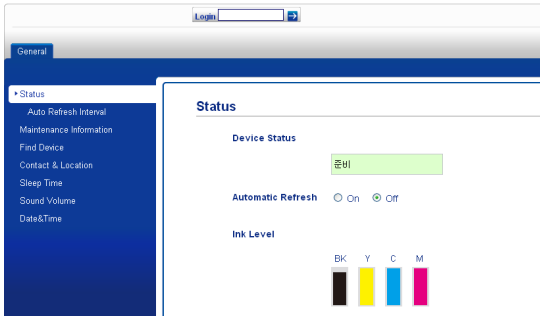 Login
General
Status
Auto Refresh Interval
Maintenance Information
Find Device
Contact & Location
Sleep Time
Sound Volume
Date&Time
Status
Device Status
준비
Automatic Refresh On Off
Ink Level
BK Y C M